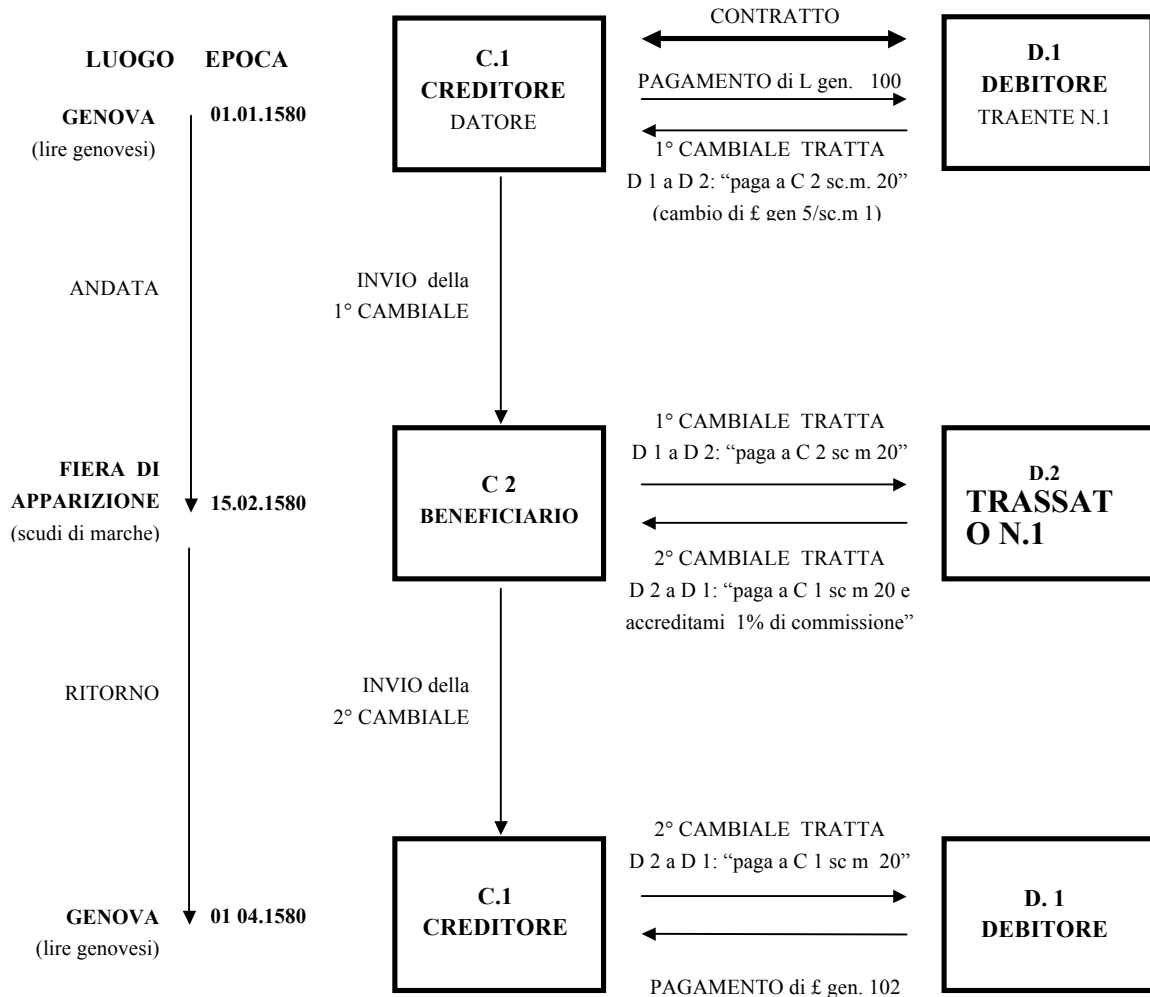 CONTRATTO
LUOGO EPOCA
C.1
CREDITORE
DATORE
D.1
DEBITORE
TRAENTE N.1
GENOVA 01.01.1580
(lire genovesi)
PAGAMENTO di L gen. 100
1° CAMBIALE TRATTA
D 1 a D 2: “paga a C 2 sc.m. 20”
(cambio di £ gen 5/sc.m 1)
ANDATA
INVIO della
1° CAMBIALE
FIERA DI
APPARIZIONE 15.02.1580
(scudi di marche)
C 2
BENEFICIARIO
1° CAMBIALE TRATTA
D 1 a D 2: “paga a C 2 sc m 20”
D.2
TRASSAT
O N.1
2° CAMBIALE TRATTA
D 2 a D 1: “paga a C 1 sc m 20 e
accreditami 1% di commissione”
RITORNO
INVIO della
2° CAMBIALE
GENOVA 01 04.1580
(lire genovesi)
C.1
CREDITORE
2° CAMBIALE TRATTA
D 2 a D 1: “paga a C 1 sc m 20”
D. 1
DEBITORE
PAGAMENTO di £ gen. 102